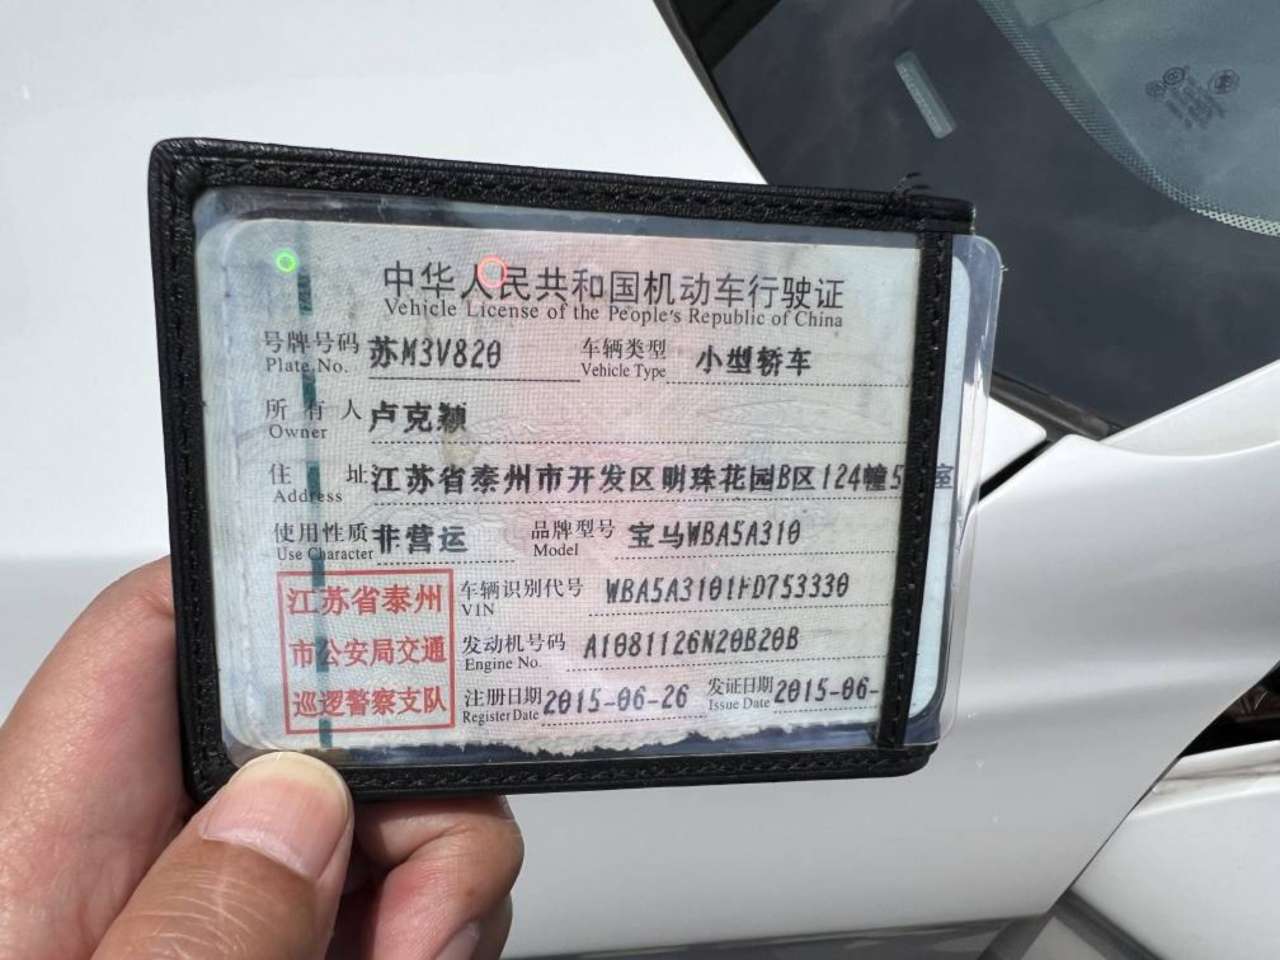 中华人民共和国机动车行驶证
Vehicle License of the People's Republic of China
号牌号码 苏M3V820 车辆类型 小型轿车
Plate No. Vehicle Type
所有人 卢克颖
Owner
住址 江苏省泰州市开发区明珠花园B区124幢5 室
Address
使用性质 非营运 品牌型号 宝马WBA5A310
Use Character Model
江苏省泰州 车辆识别代号 WBA5A3101FD753330
VIN
市公安局交通 发动机号码 A1081126N20B20B
Engine No.
巡逻警察支队 注册日期 2015-06-26 发证日期 2015-06-
Register Date Issue Date